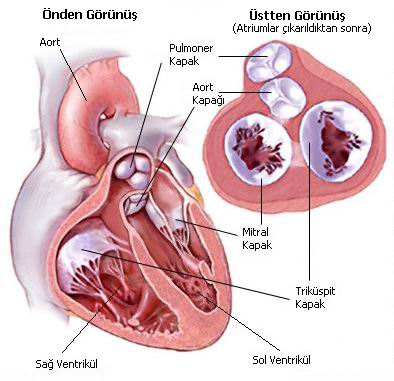 Önden Görünüş
Üstten Görünüş
(Atriumlar çıkarıldıktan sonra)
Aort
Pulmoner
Kapak
Aort
Kapağı
Mitral
Kapak
Triküspit
Kapak
Sağ Ventrikül
Sol Ventrikül